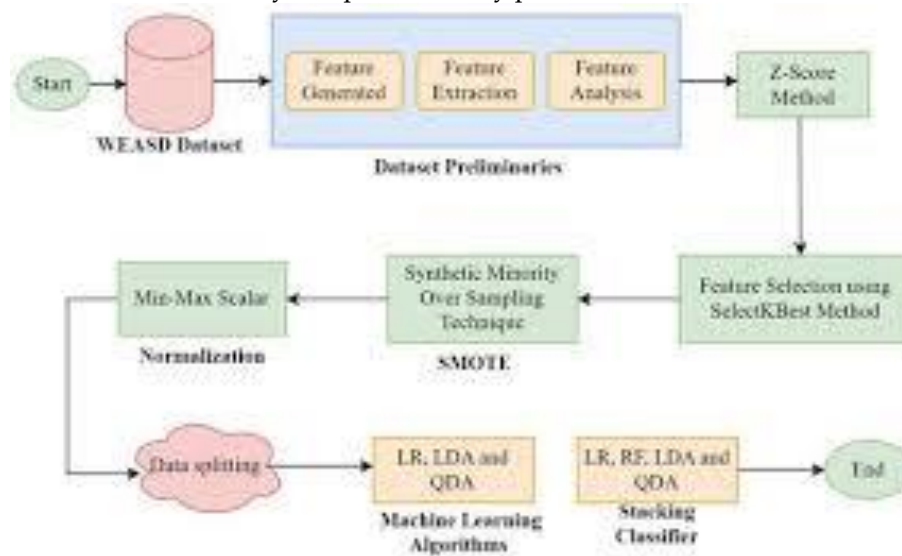 Start
WEASD Dataset
Feature
Generated
Feature
Extraction
Feature
Analysis
Dataset Preliminaries
Z-Score
Method
Feature Selection using
SelectKBest Method
Synthetic Minority
Over Sampling
Technique
SMOTE
Min-Max Scalar
Normalization
Data splitting
LR, LDA and
QDA
Machine Learning
Algorithms
LR, RF, LDA and
QDA
Stacking
Classifier
End